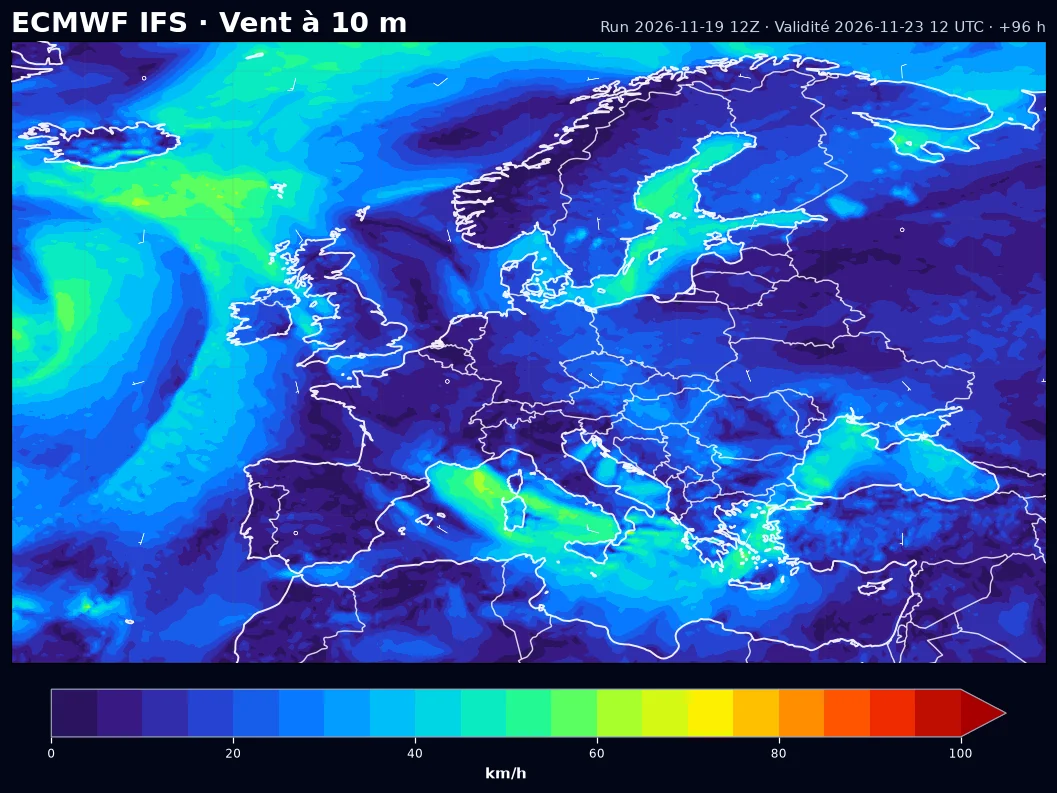 ECMWF IFS · Vent à 10 m
Run 2026-11-19 12Z · Validité 2026-11-23 12 UTC · +96 h
0 20 40 60 80 100
km/h